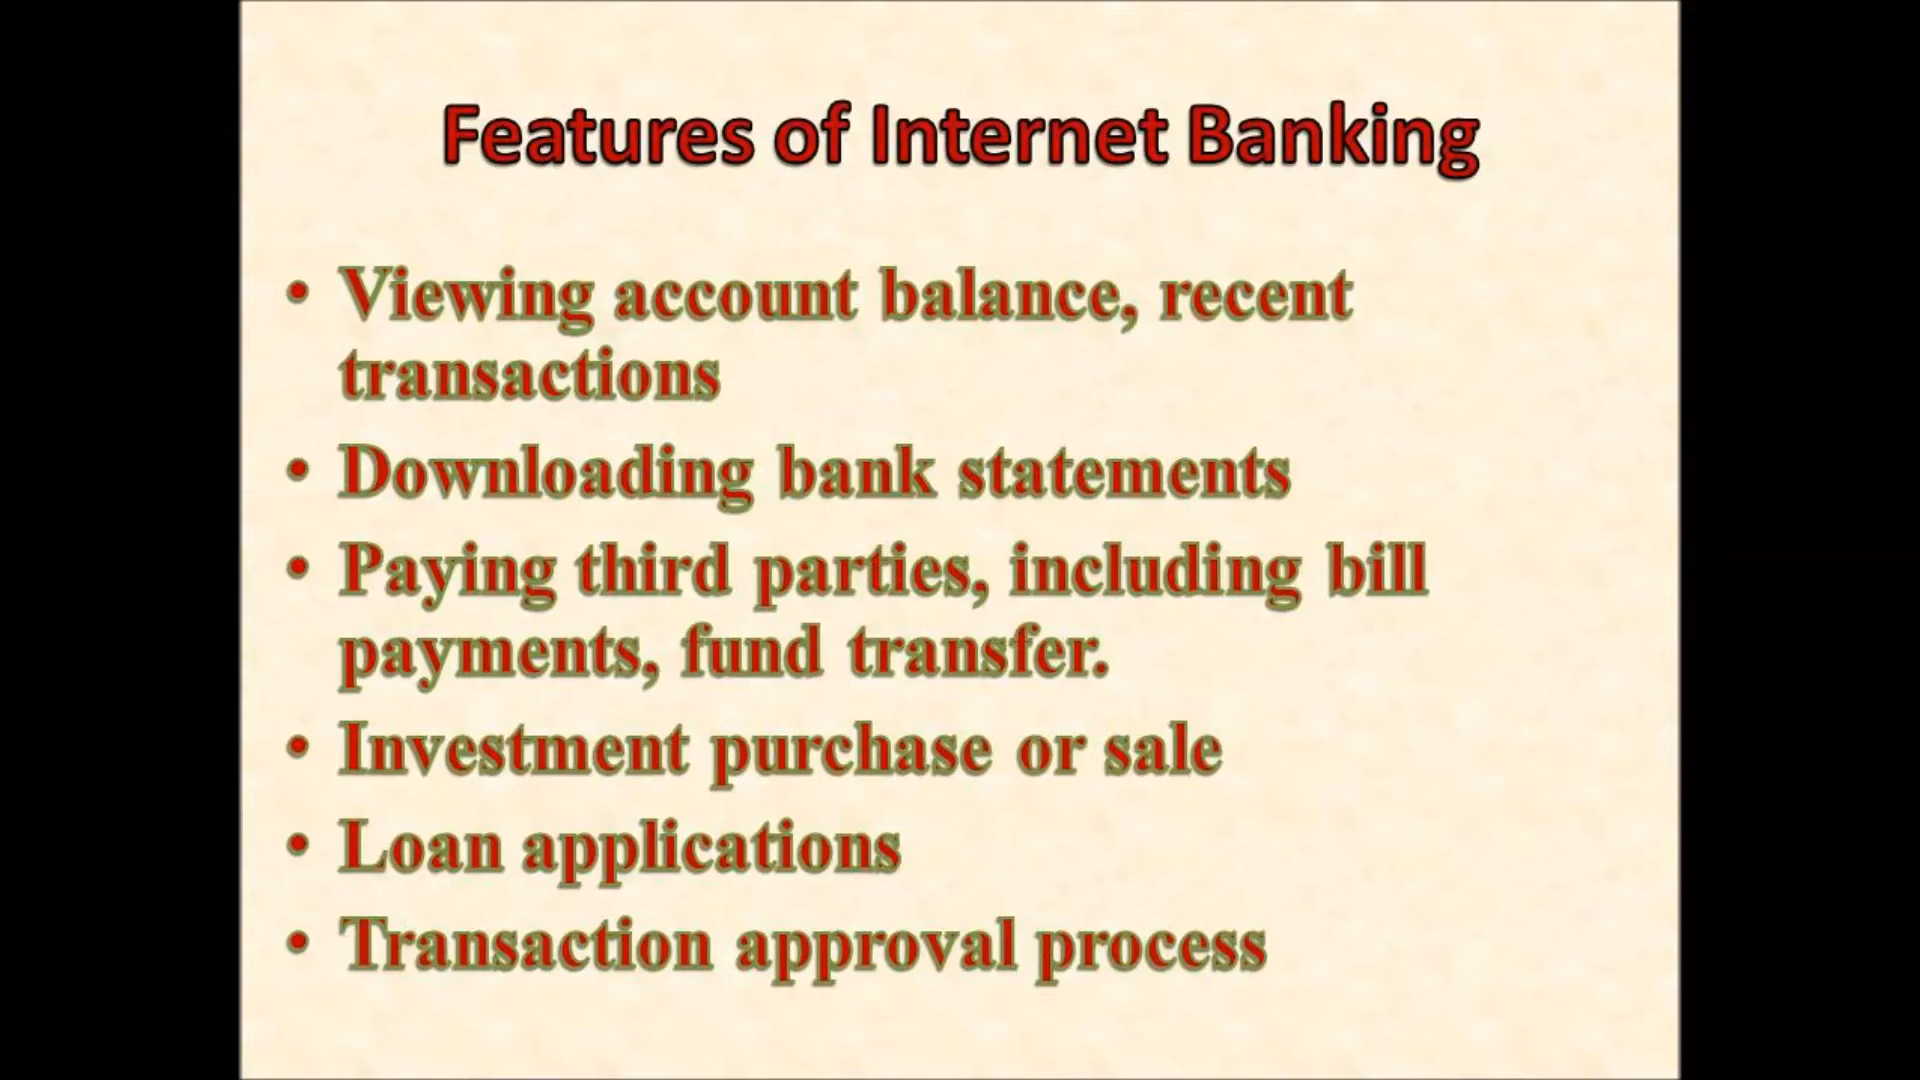 Features of Internet Banking
• Viewing account balance, recent
transactions
• Downloading bank statements
• Paying third parties, including bill
payments, fund transfer.
• Investment purchase or sale
• Loan applications
• Transaction approval process